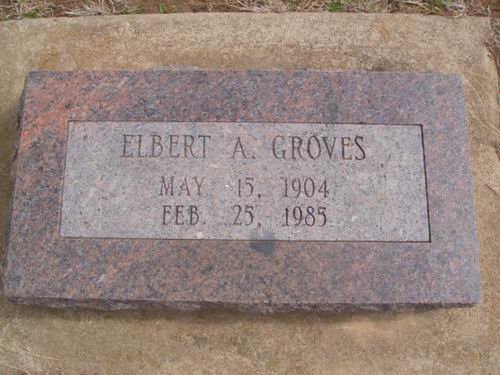 ELBERT A. GROVES
MAY 15, 1904
FEB. 25, 1985